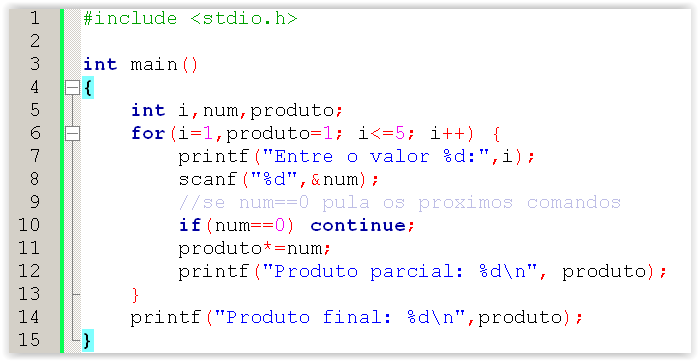 1 #include <stdio.h>
2
3 int main()
4 {
5 int i,num,produto;
6 for(i=1,produto=1; i<=5; i++) {
7 printf("Entre o valor %d:",i);
8 scanf("%d",&num);
9 //se num==0 pula os proximos comandos
10 if(num==0) continue;
11 produto*=num;
12 printf("Produto parcial: %d\n", produto);
13 }
14 printf("Produto final: %d\n",produto);
15 }